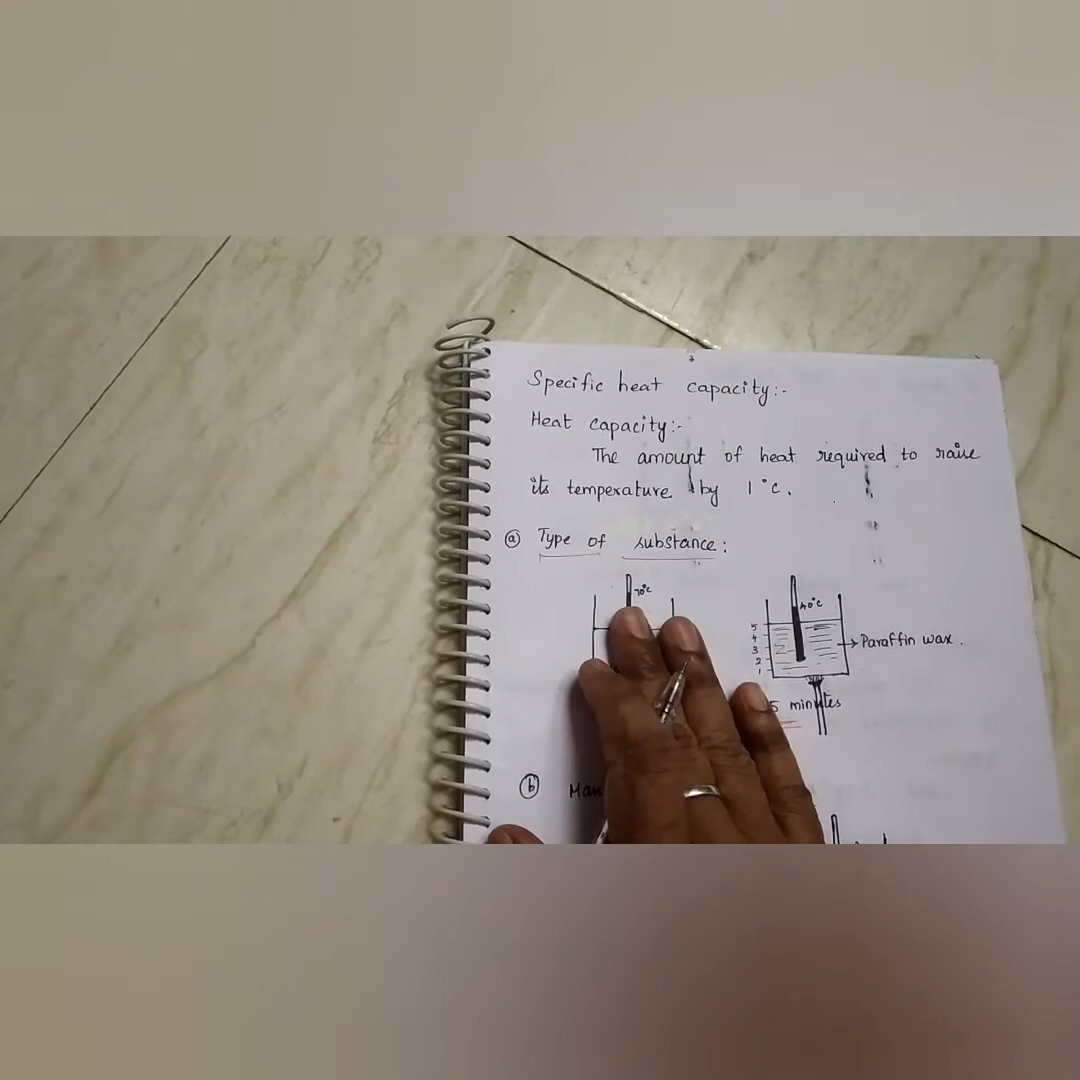 Specific heat capacity:-
Heat capacity:-
The amount of heat required to raise
its temperature by 1°C.
(a) Type of substance:
70°C
40°C
5
4
3
2
1
Paraffin wax.
5 minutes
(b)